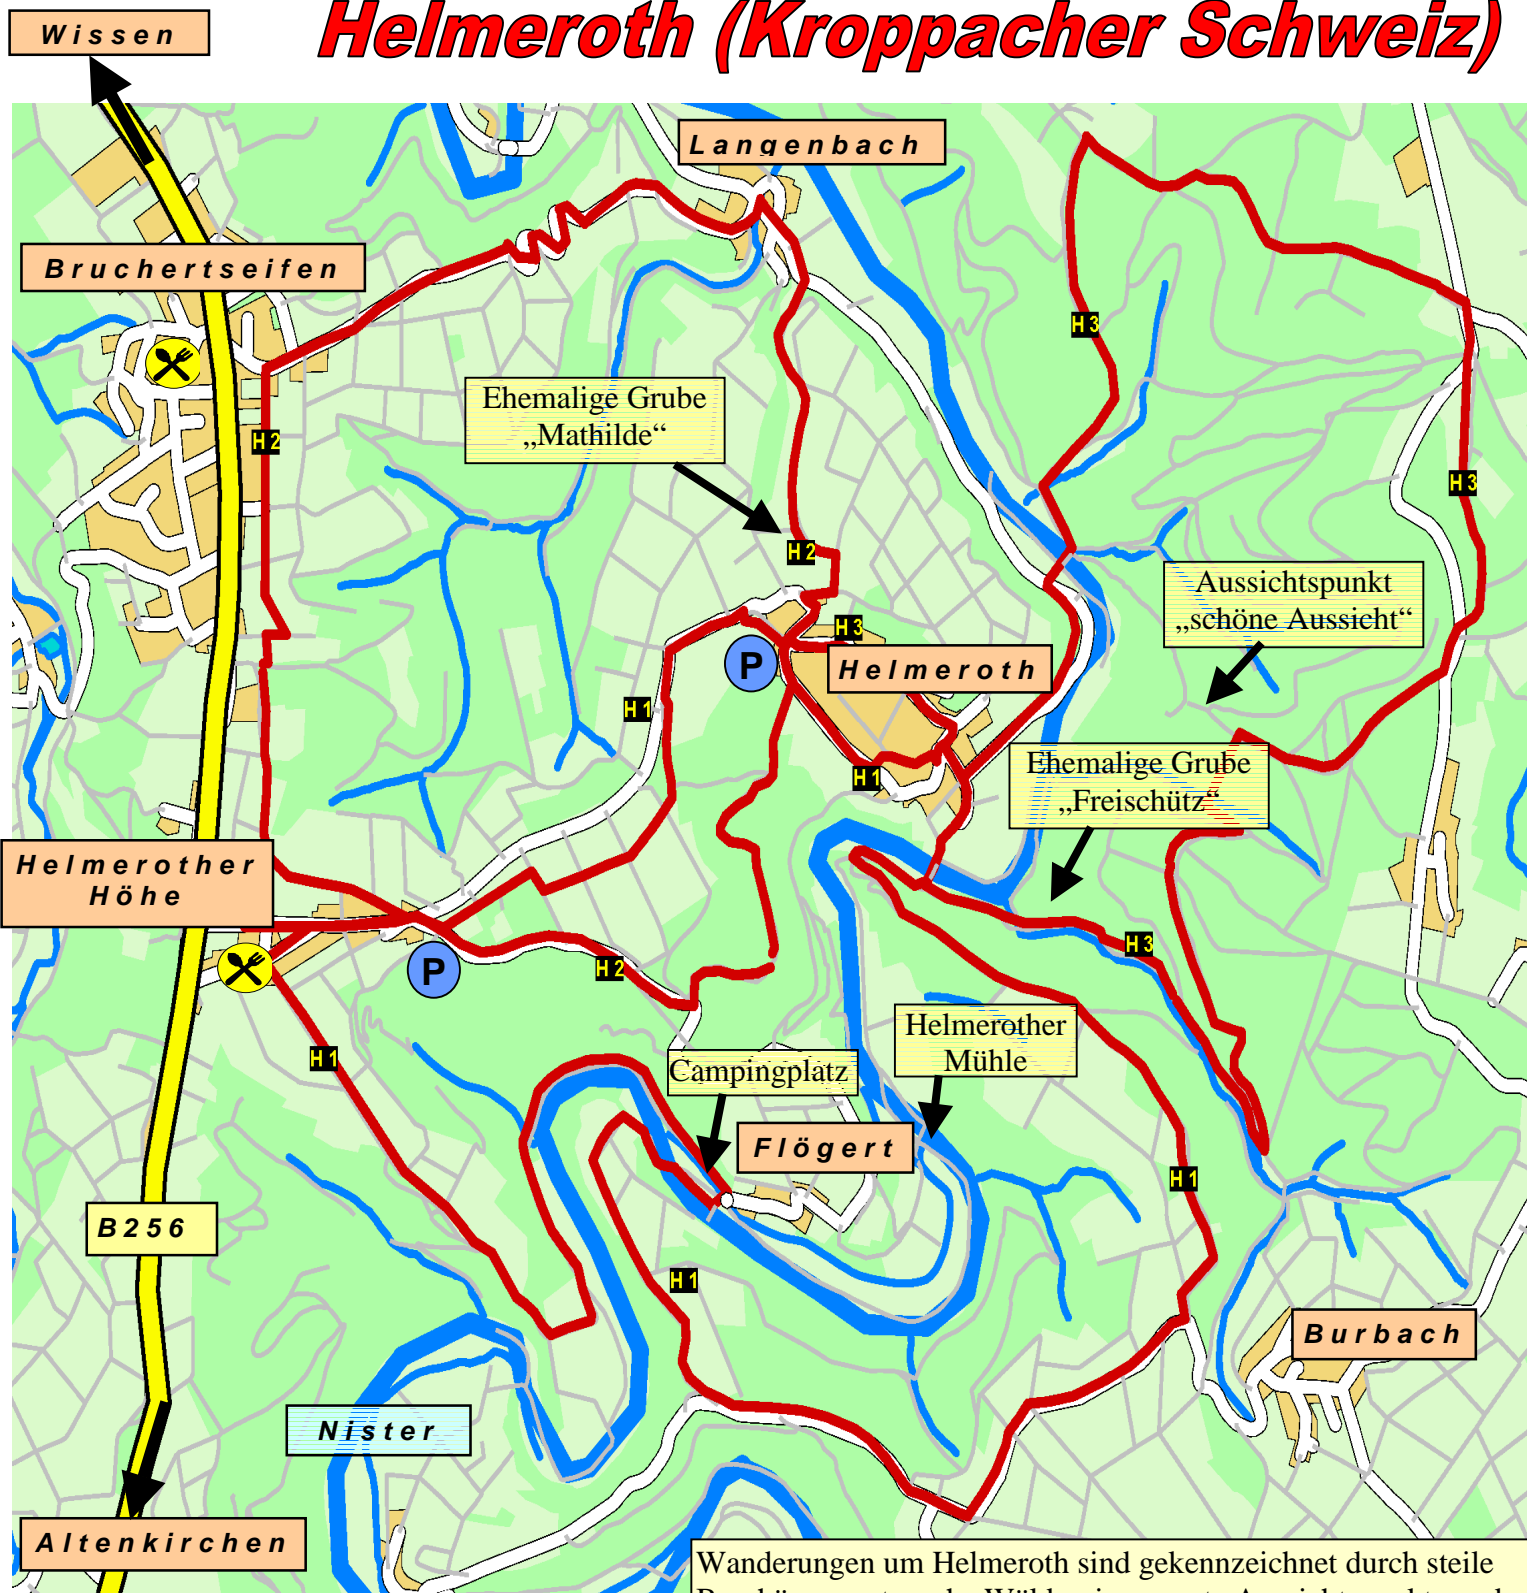 Helmeroth (Kroppacher Schweiz)
Wissen
Langenbach
Bruchertseifen
H3
Ehemalige Grube
„Mathilde“
H2
H3
H2
Aussichtspunkt
„schöne Aussicht“
H3
P
Helmeroth
H1
Ehemalige Grube
„Freischütz“
H1
Helmerother
Höhe
H3
P
H2
Helmerother
Mühle
H1
Campingplatz
Flögert
H1
B256
H1
Burbach
Nister
Altenkirchen
Wanderungen um Helmeroth sind gekennzeichnet durch steile